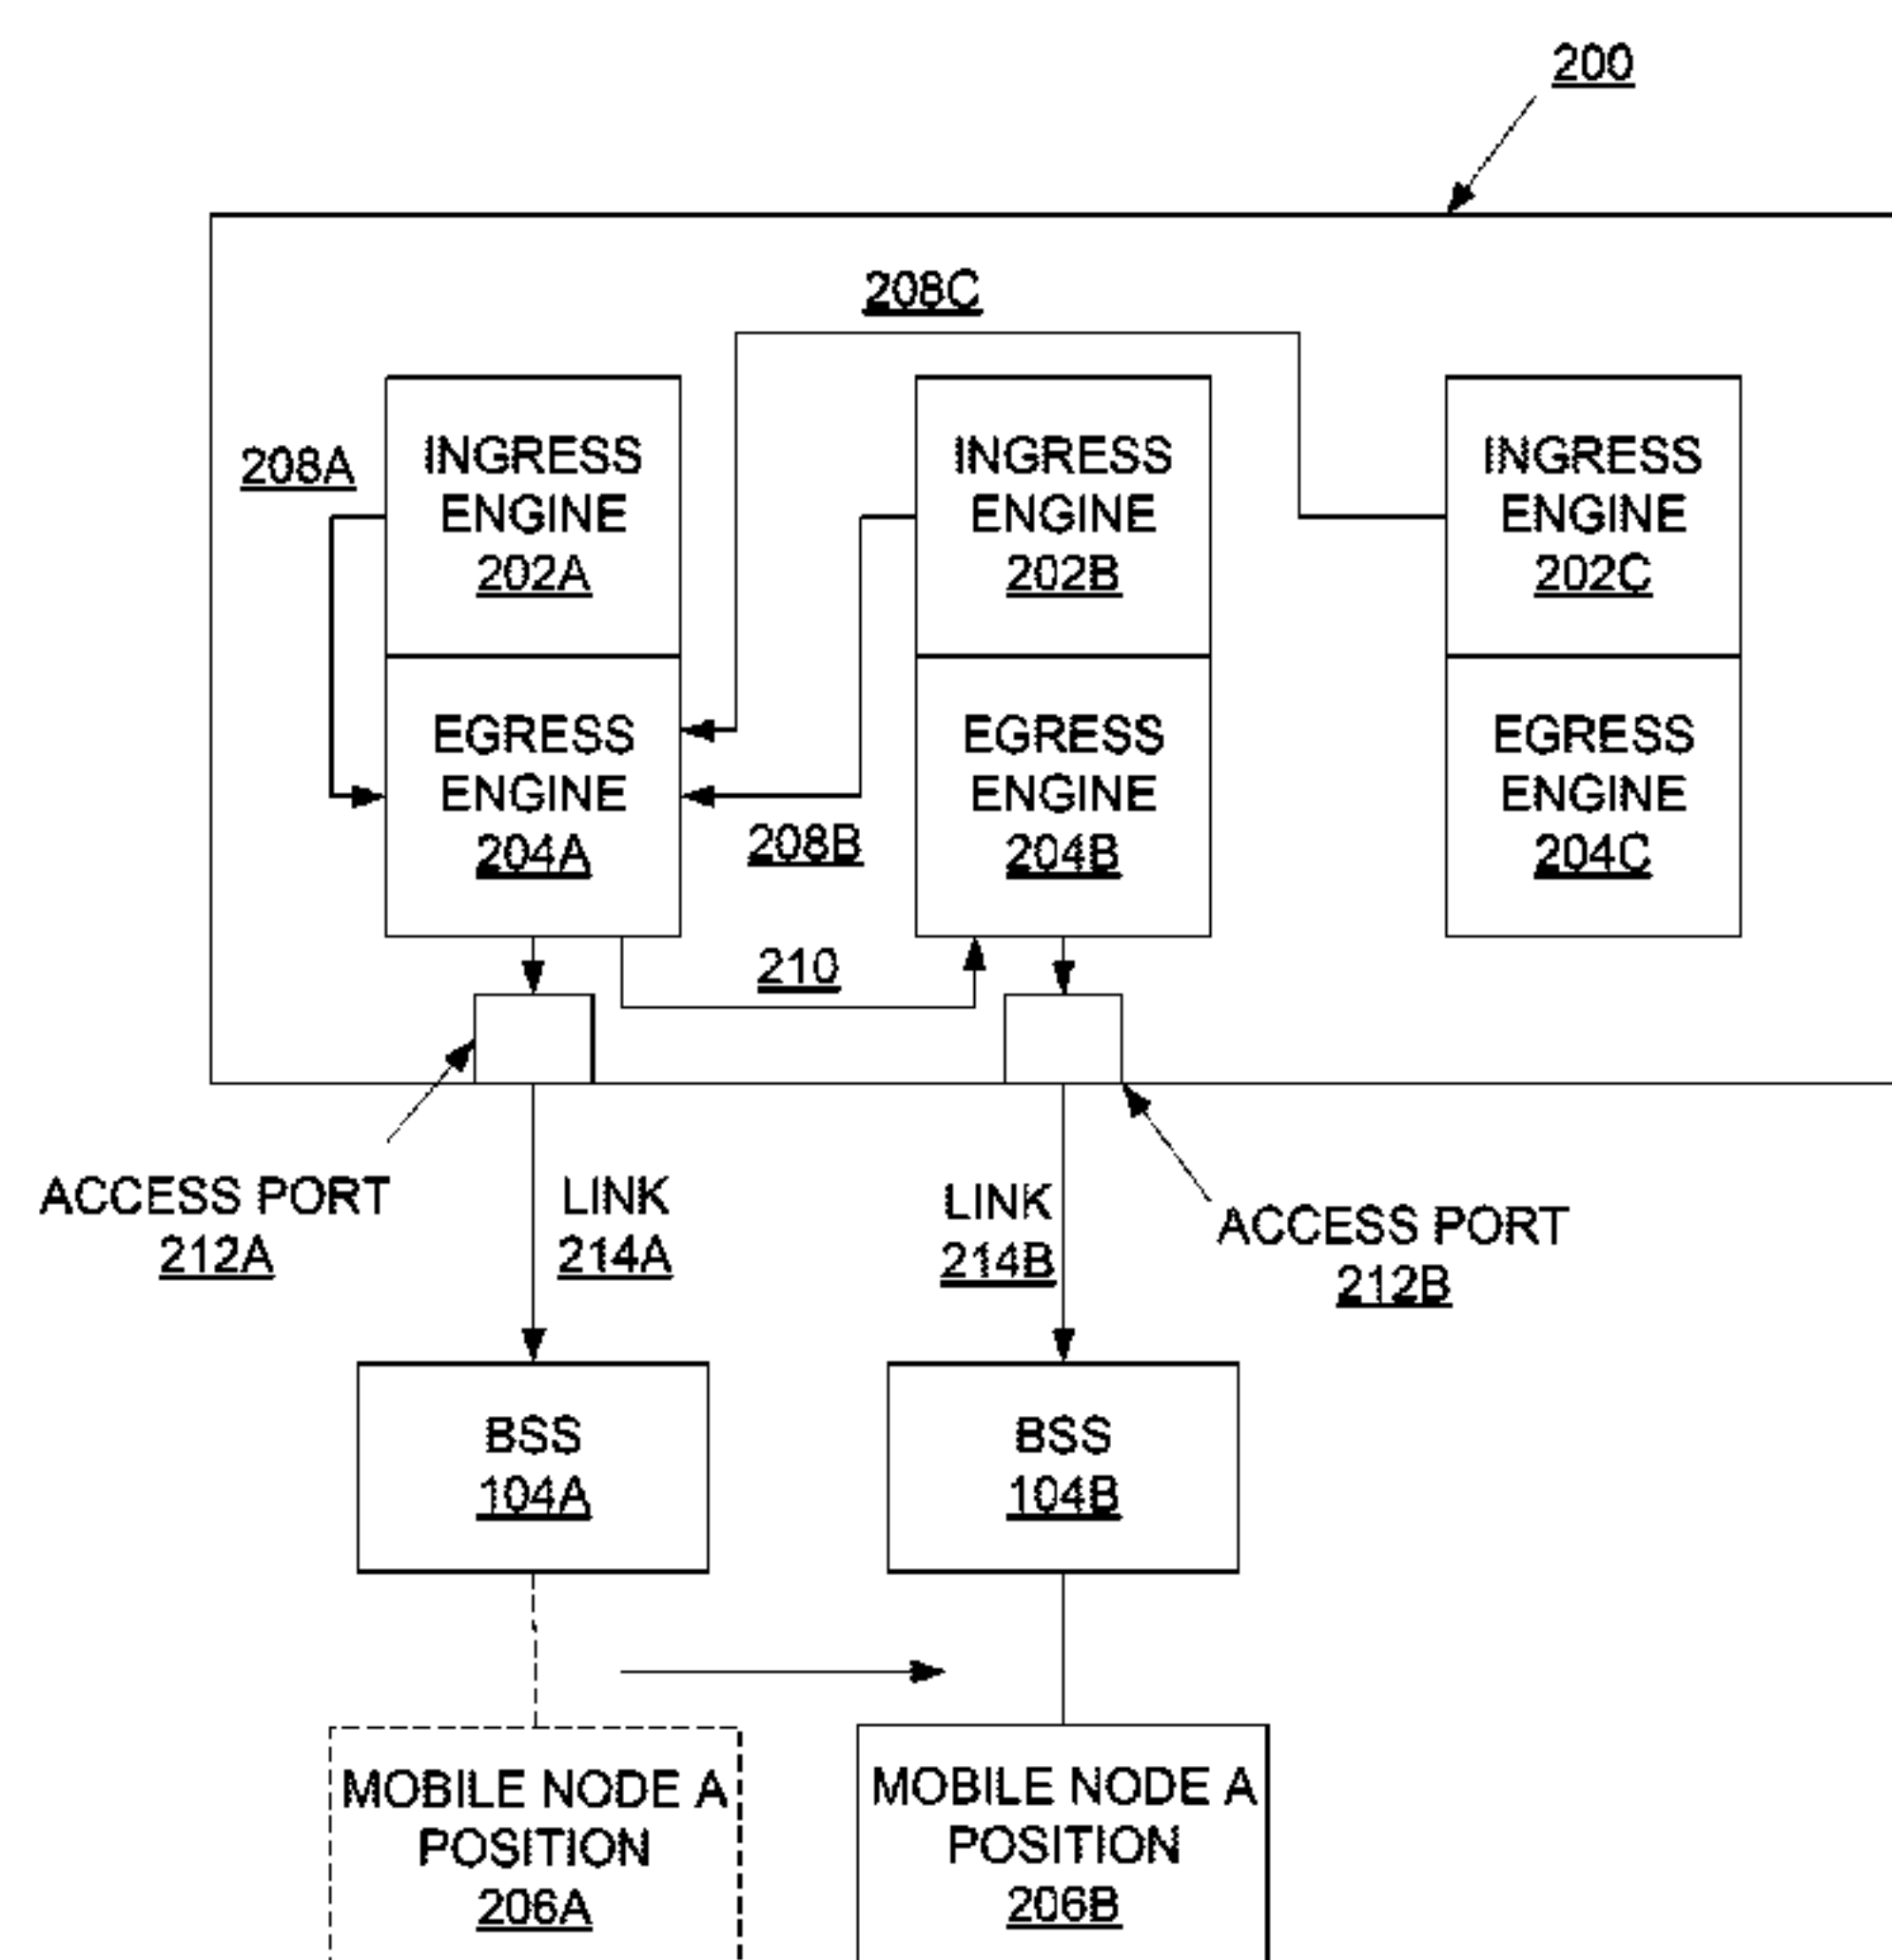 200
208C
208A
INGRESS
ENGINE
202A
INGRESS
ENGINE
202B
INGRESS
ENGINE
202C
EGRESS
ENGINE
204A
208B
EGRESS
ENGINE
204B
EGRESS
ENGINE
204C
210
ACCESS PORT
212A
LINK
214A
LINK
214B
ACCESS PORT
212B
BSS
104A
BSS
104B
MOBILE NODE A
POSITION
206A
MOBILE NODE A
POSITION
206B